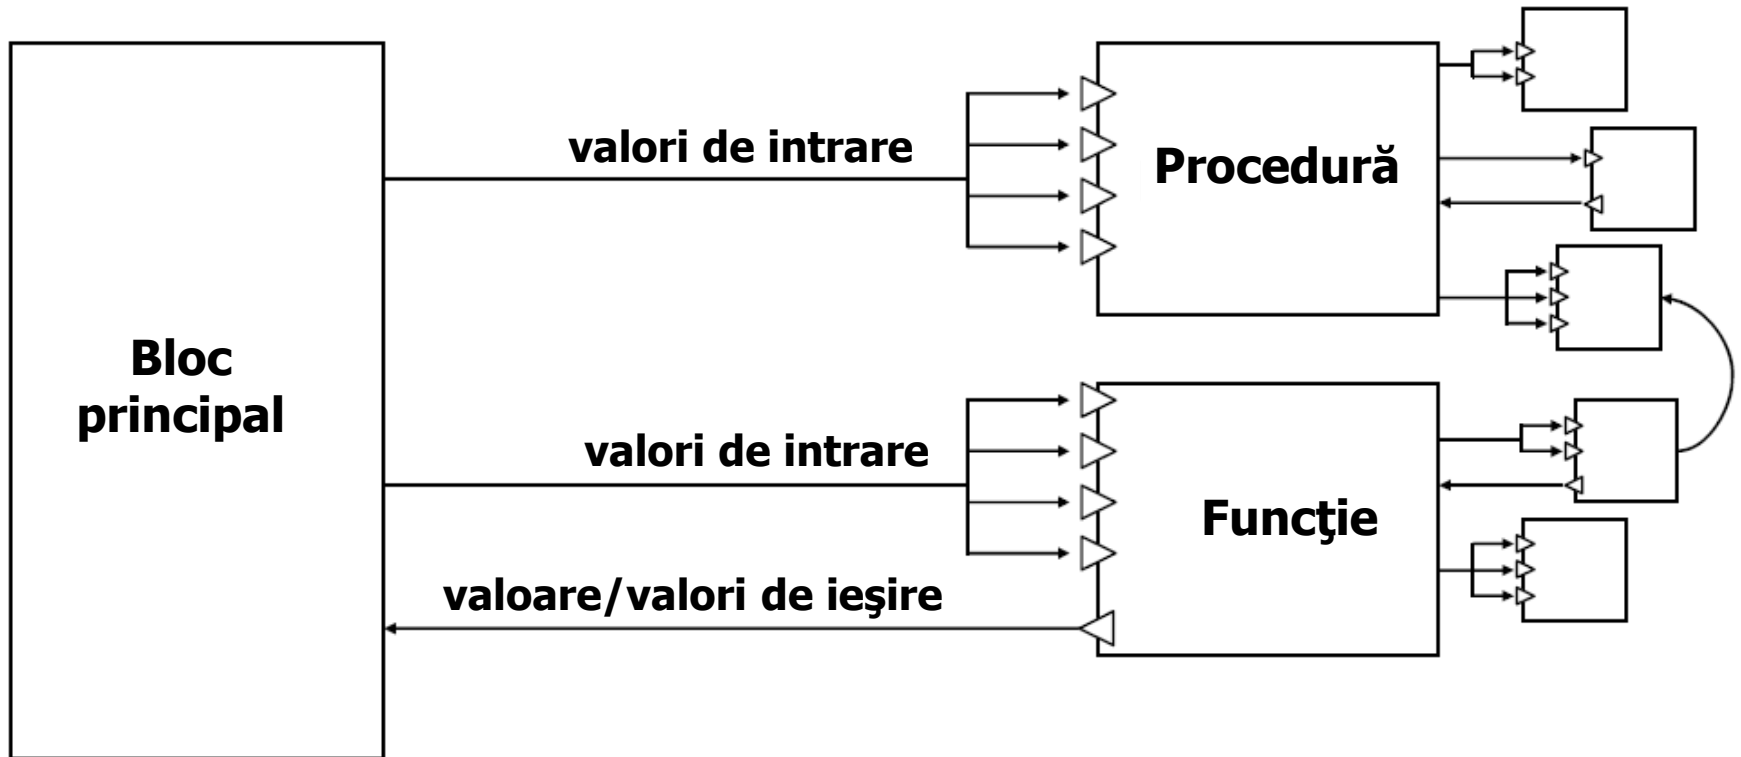 valori de intrare
Procedură
Bloc
principal
valori de intrare
Funcţie
valoare/valori de ieşire